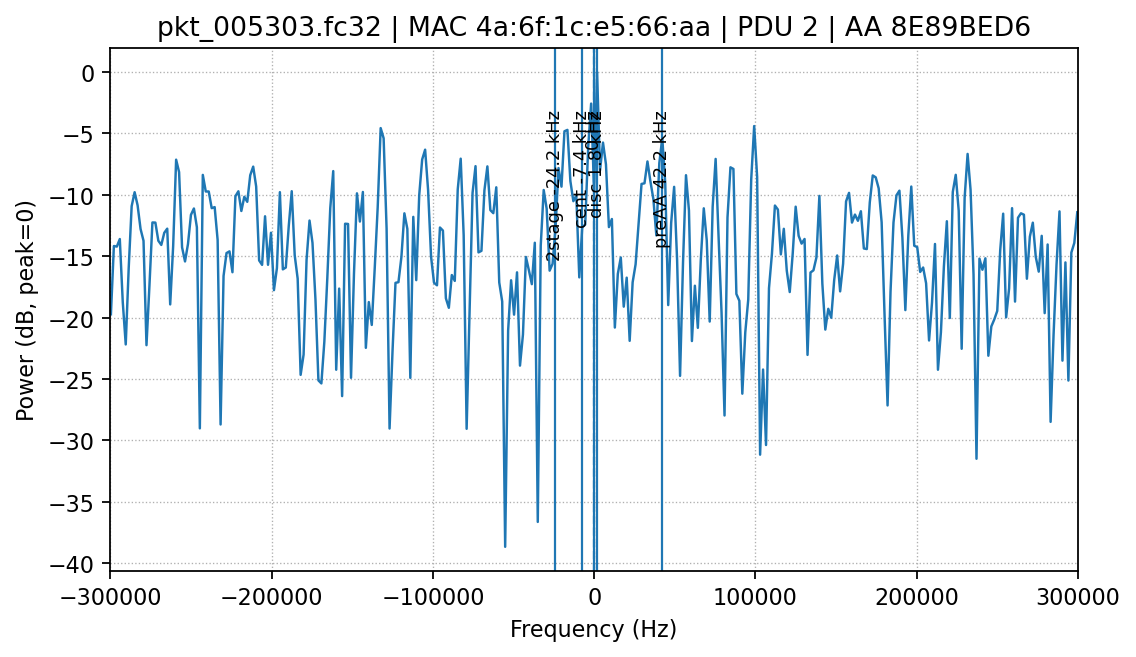 pkt_005303.fc32 | MAC 4a:6f:1c:e5:66:aa | PDU 2 | AA 8E89BED6
Power (dB, peak=0)
0
−5
−10
−15
−20
−25
−30
−35
−40
2stage -24.2 kHz
cent -7.4 kHz
disc
kHz
preAA 42.2 kHz
−300000
−200000
−100000
0
100000
200000
300000
Frequency (Hz)